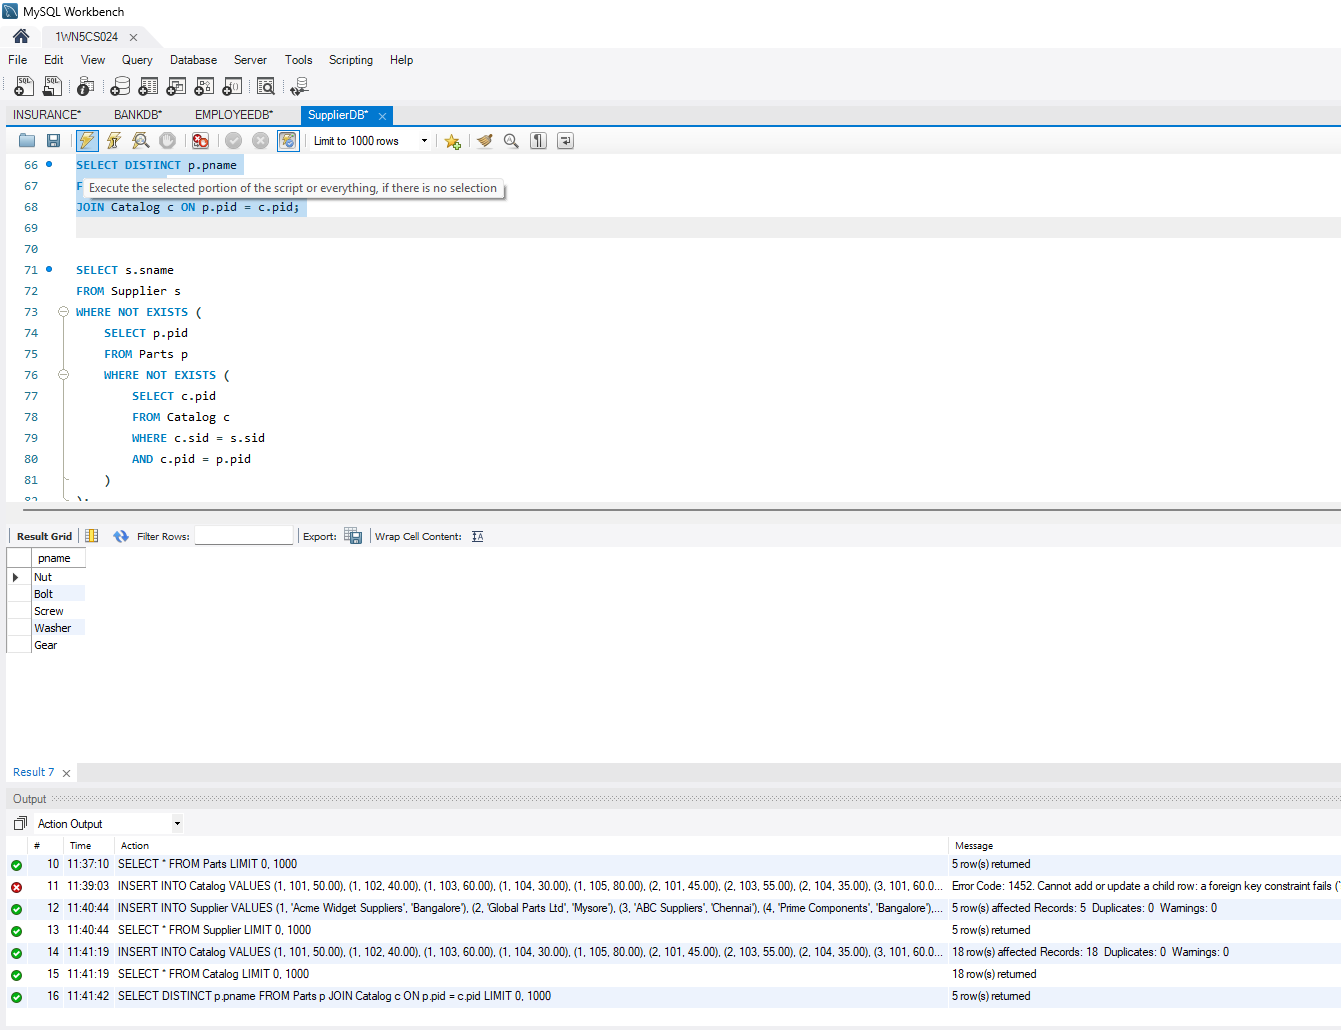 MySQL Workbench
1WN5CS024
File Edit View Query Database Server Tools Scripting Help
INSURANCE* BANKDB* EMPLOYEEDB* SupplierDB*
Limit to 1000 rows
66 SELECT DISTINCT p.pname
67 F
Execute the selected portion of the script or everything, if there is no selection
68 JOIN Catalog c ON p.pid = c.pid;
69
70
71 SELECT s.sname
72 FROM Supplier s
73 WHERE NOT EXISTS (
74 SELECT p.pid
75 FROM Parts p
76 WHERE NOT EXISTS (
77 SELECT c.pid
78 FROM Catalog c
79 WHERE c.sid = s.sid
80 AND c.pid = p.pid
81 )
82 );
Result Grid Filter Rows: Export: Wrap Cell Content: IA
pname
Nut
Bolt
Screw
Washer
Gear
Result 7
Output
Action Output
# Time Action Message
10 11:37:10 SELECT * FROM Parts LIMIT 0, 1000 5 row(s) returned
11 11:39:03 INSERT INTO Catalog VALUES (1, 101, 50.00), (1, 102, 40.00), (1, 103, 60.00), (1, 104, 30.00), (1, 105, 80.00), (2, 101, 45.00), (2, 103, 55.00), (2, 104, 35.00), (3, 101, 60.0... Error Code: 1452. Cannot add or update a child row: a foreign key constraint fails (`
12 11:40:44 INSERT INTO Supplier VALUES (1, 'Acme Widget Suppliers', 'Bangalore'), (2, 'Global Parts Ltd', 'Mysore'), (3, 'ABC Suppliers', 'Chennai'), (4, 'Prime Components', 'Bangalore'),... 5 row(s) affected Records: 5 Duplicates: 0 Warnings: 0
13 11:40:44 SELECT * FROM Supplier LIMIT 0, 1000 5 row(s) returned
14 11:41:19 INSERT INTO Catalog VALUES (1, 101, 50.00), (1, 102, 40.00), (1, 103, 60.00), (1, 104, 30.00), (1, 105, 80.00), (2, 101, 45.00), (2, 103, 55.00), (2, 104, 35.00), (3, 101, 60.0... 18 row(s) affected Records: 18 Duplicates: 0 Warnings: 0
15 11:41:19 SELECT * FROM Catalog LIMIT 0, 1000 18 row(s) returned
16 11:41:42 SELECT DISTINCT p.pname FROM Parts p JOIN Catalog c ON p.pid = c.pid LIMIT 0, 1000 5 row(s) returned